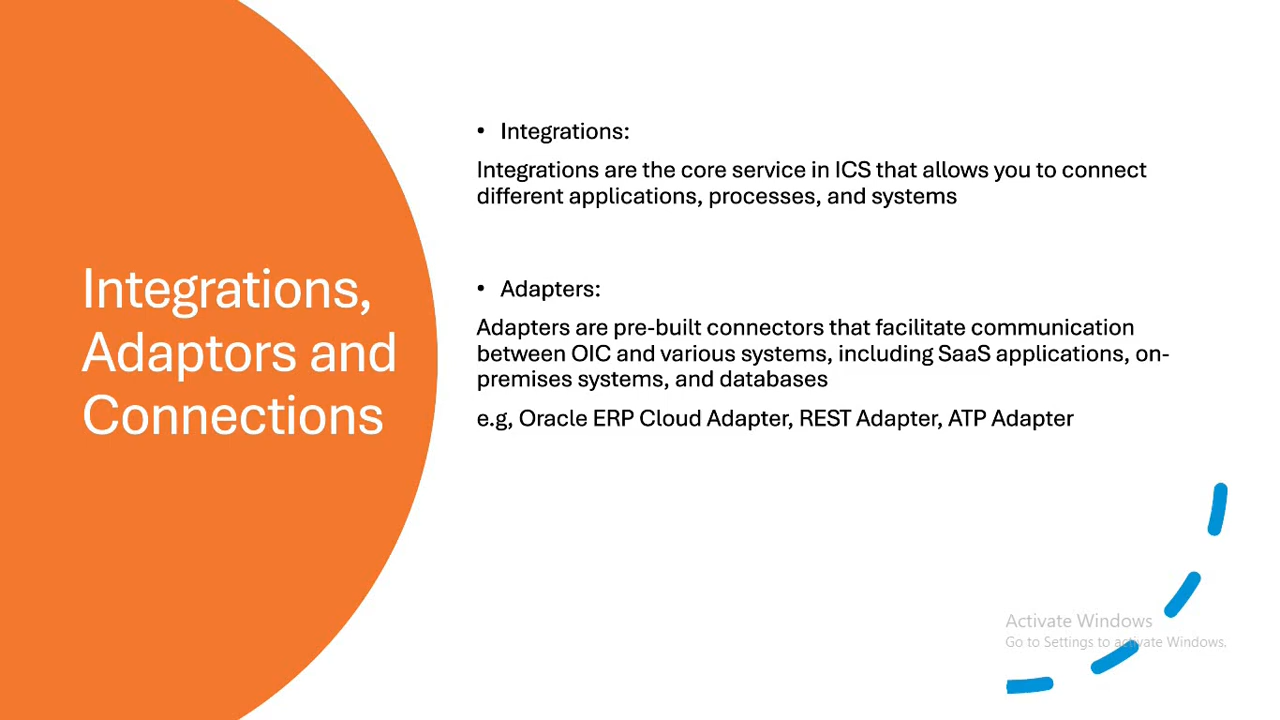 Integrations,
Adaptors and
Connections
• Integrations:
Integrations are the core service in ICS that allows you to connect
different applications, processes, and systems
• Adapters:
Adapters are pre-built connectors that facilitate communication
between OIC and various systems, including SaaS applications, on-
premises systems, and databases
e.g, Oracle ERP Cloud Adapter, REST Adapter, ATP Adapter
Activate Windows
Go to Settings to activate Windows.